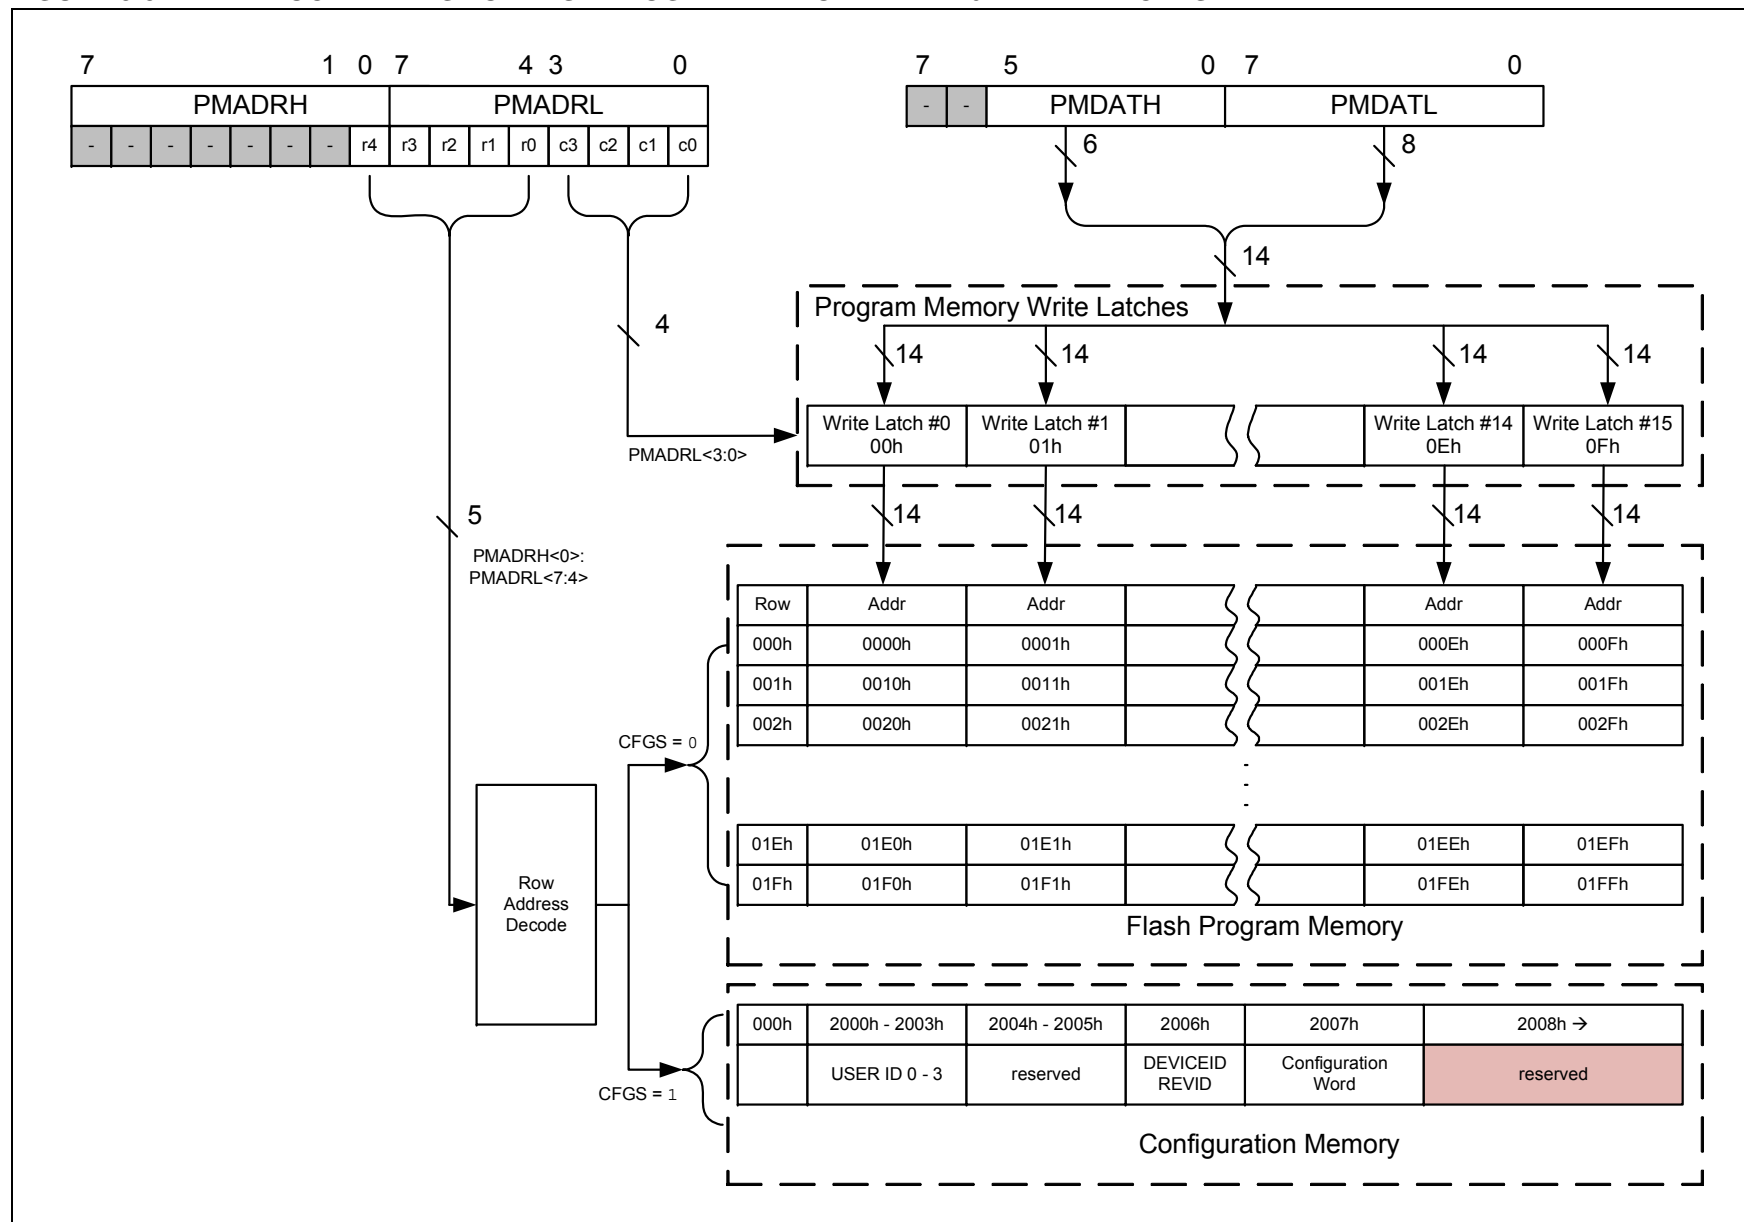 7 1 0 7 4 3 0
PMADRH PMADRL
- - - - - - - r4 r3 r2 r1 r0 c3 c2 c1 c0
7 5 0 7 0
- - PMDATH PMDATL
6 8
14
Program Memory Write Latches
4
14 14 14 14
Write Latch #0 Write Latch #1 Write Latch #14 Write Latch #15
00h 01h 0Eh 0Fh
PMADRL<3:0>
14 14 14 14
5
PMADRH<0>:
PMADRL<7:4>
Row Addr Addr Addr Addr
000h 0000h 0001h 000Eh 000Fh
001h 0010h 0011h 001Eh 001Fh
002h 0020h 0021h 002Eh 002Fh
CFGS = 0
01Eh 01E0h 01E1h 01EEh 01EFh
01Fh 01F0h 01F1h 01FEh 01FFh
Row
Address
Decode
Flash Program Memory
000h 2000h - 2003h 2004h - 2005h 2006h 2007h 2008h →
USER ID 0 - 3 reserved DEVICEID REVID Configuration Word reserved
CFGS = 1
Configuration Memory